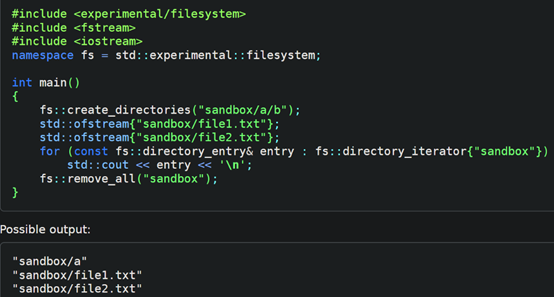 #include <experimental/filesystem>
#include <fstream>
#include <iostream>
namespace fs = std::experimental::filesystem;

int main()
{
    fs::create_directories("sandbox/a/b");
    std::ofstream{"sandbox/file1.txt"};
    std::ofstream{"sandbox/file2.txt"};
    for (const fs::directory_entry& entry : fs::directory_iterator{"sandbox"})
        std::cout << entry << '\n';
    fs::remove_all("sandbox");
}
Possible output:
"sandbox/a"
"sandbox/file1.txt"
"sandbox/file2.txt"